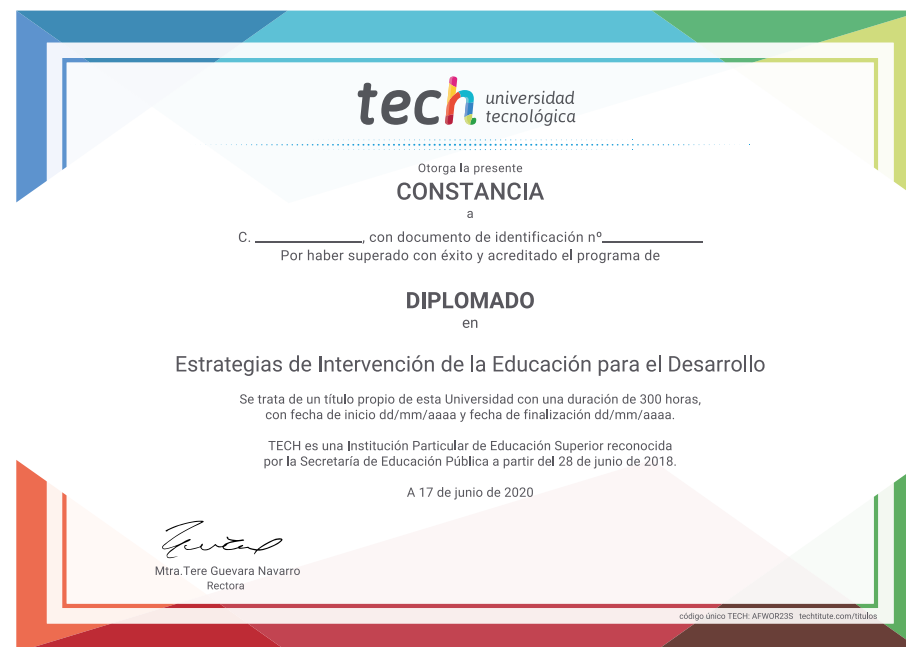 tech universidad
tecnológica
Otorga la presente
CONSTANCIA
a
C. ____________, con documento de identificación nº____________
Por haber superado con éxito y acreditado el programa de
DIPLOMADO
en
Estrategias de Intervención de la Educación para el Desarrollo
Se trata de un título propio de esta Universidad con una duración de 300 horas,
con fecha de inicio dd/mm/aaaa y fecha de finalización dd/mm/aaaa.
TECH es una Institución Particular de Educación Superior reconocida
por la Secretaría de Educación Pública a partir del 28 de junio de 2018.
A 17 de junio de 2020
Mtra.Tere Guevara Navarro
Rectora
código único TECH: AFWOR23S techtitute.com/titulos